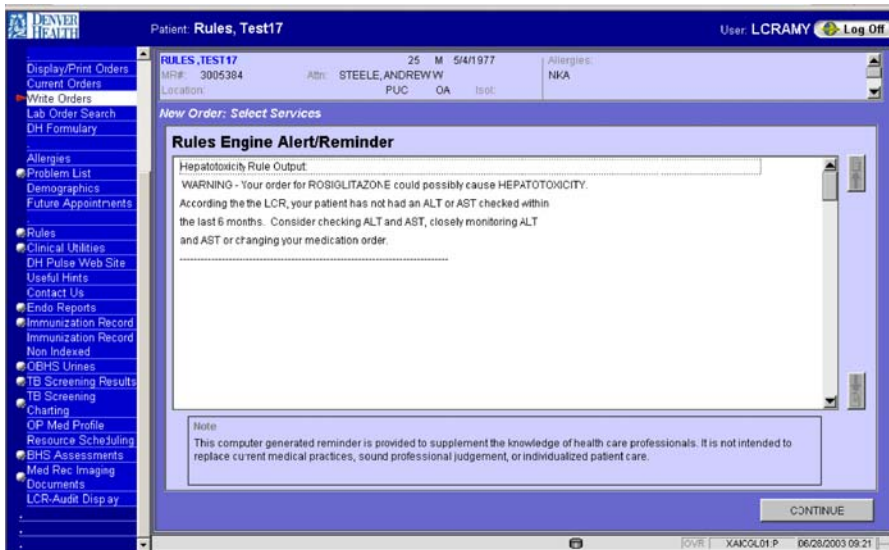 DENVER
HEALTH
Patient: Rules, Test17
User: LCRAMY
Log Off
Display/Print Orders
Current Orders
Write Orders
Lab Order Search
DH Formulary
Allergies
Problem List
Demographics
Future Appointments
Rules
Clinical Utilities
DH Pulse Web Site
Useful Hints
Contact Us
Endo Reports
Immunization Record
Immunization Record
Non Indexed
OBHS Urines
TB Screening Results
TB Screening
Charting
OP Med Profile
Resource Scheduling
BHS Assessments
Med Rec Imaging
Documents
LCR-Audit Display
RULES ,TEST17 25 M 5/4/1977
MR#: 3005384 Attn: STEELE, ANDREW W
Location: PUC OA Isol:
Allergies:
NKA
New Order: Select Services
Rules Engine Alert/Reminder
Hepatotoxicity Rule Output:
WARNING - Your order for ROSIGLITAZONE could possibly cause HEPATOTOXICITY.
According the the LCR, your patient has not had an ALT or AST checked within
the last 6 months. Consider checking ALT and AST, closely monitoring ALT
and AST or changing your medication order.
Note
This computer generated reminder is provided to supplement the knowledge of health care professionals. It is not intended to
replace current medical practices, sound professional judgement, or individualized patient care.
CONTINUE
OVR XAICGL01:P 06/28/2003 09:21